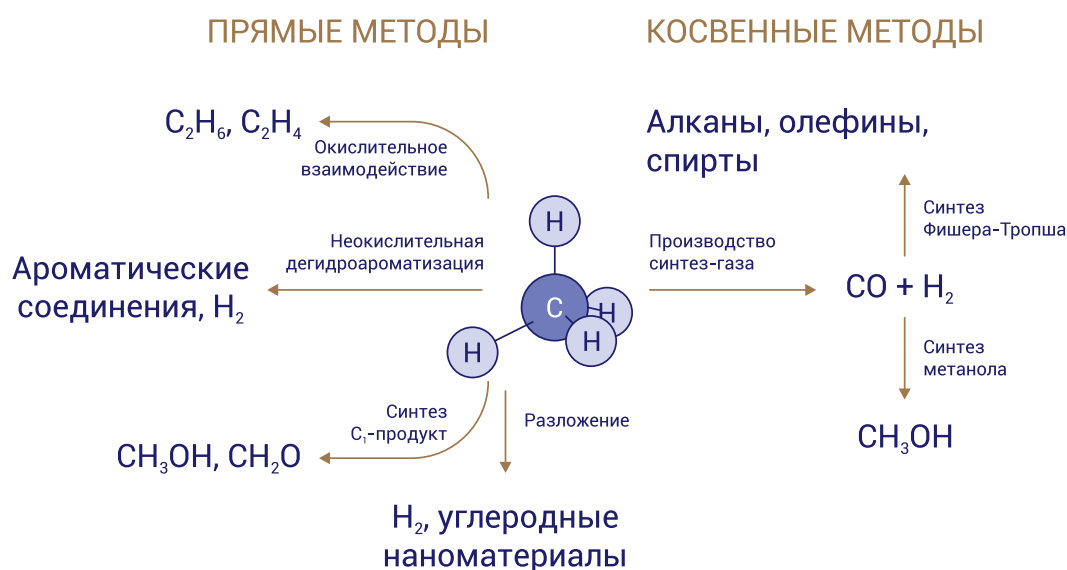 ПРЯМЫЕ МЕТОДЫ
КОСВЕННЫЕ МЕТОДЫ
C₂H₆, C₂H₄
Окислительное
взаимодействие
Алканы, олефины,
спирты
H
Синтез
Фишера-Тропша
Неокислительная
дегидроароматизация
Производство
синтез-газа
Ароматические
соединения, H₂
C
H
H
H
CO + H₂
Синтез
метанола
Синтез
C₁-продукт
Разложение
CH₃OH, CH₂O
CH₃OH
H₂, углеродные
наноматериалы